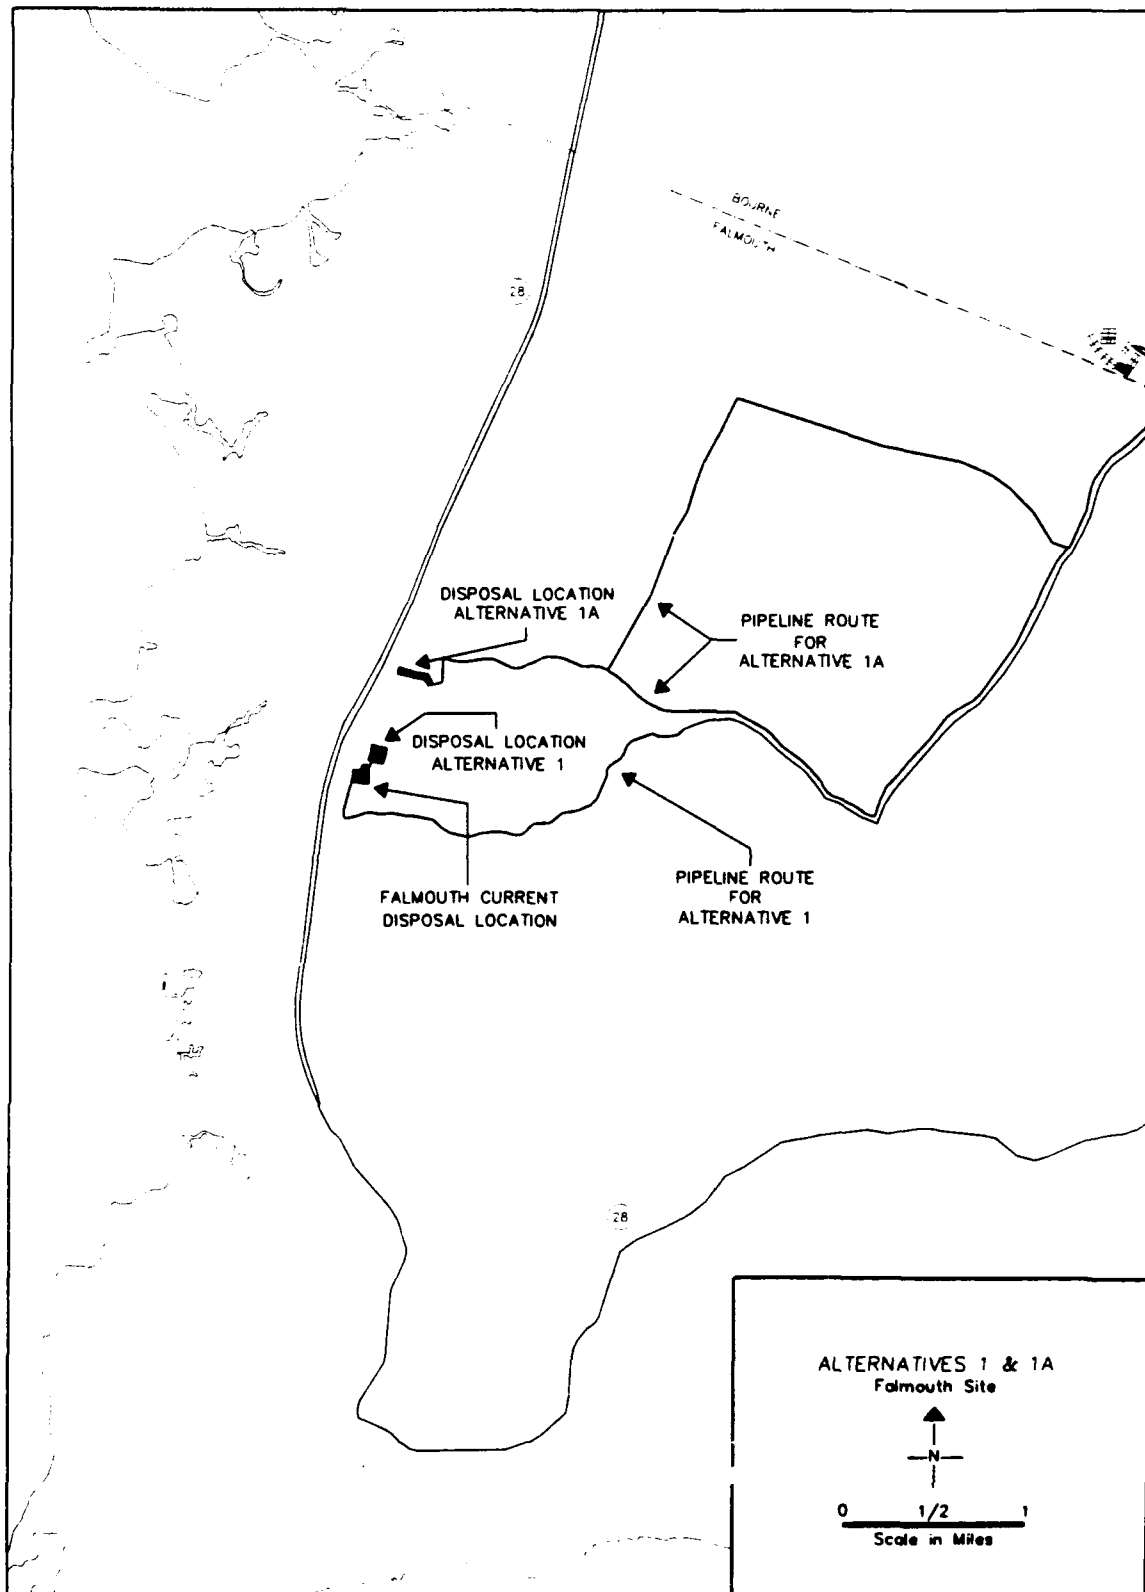 BOURNE
FALMOUTH
28
DISPOSAL LOCATION
ALTERNATIVE 1A
PIPELINE ROUTE
FOR
ALTERNATIVE 1A
DISPOSAL LOCATION
ALTERNATIVE 1
PIPELINE ROUTE
FOR
ALTERNATIVE 1
FALMOUTH CURRENT
DISPOSAL LOCATION
28
ALTERNATIVES 1 & 1A
Falmouth Site
N
0 1/2 1
Scale in Miles